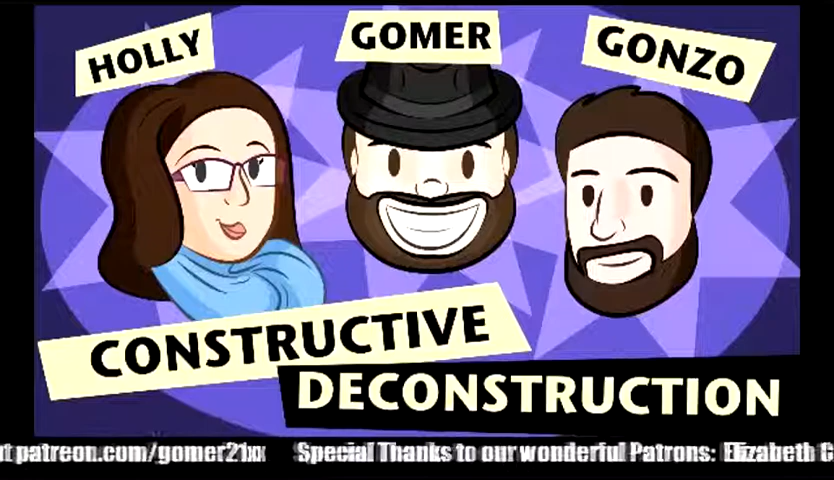 HOLLY
GOMER
GONZO
CONSTRUCTIVE
DECONSTRUCTION
patreon.com/gomer21xx Special Thanks to our wonderful Patrons: Elizabeth